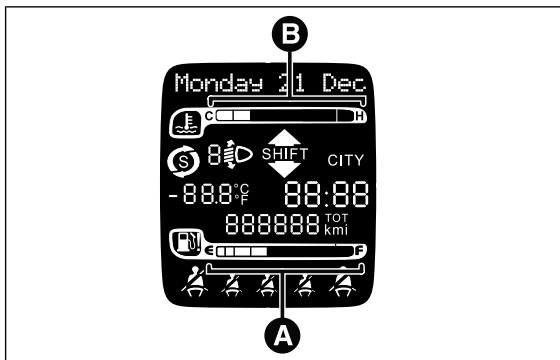 B
Monday 21 Dec
C H
S 8 SHIFT CITY
-88.8°C °F 88:88
888888 TOT kmi
E F
A